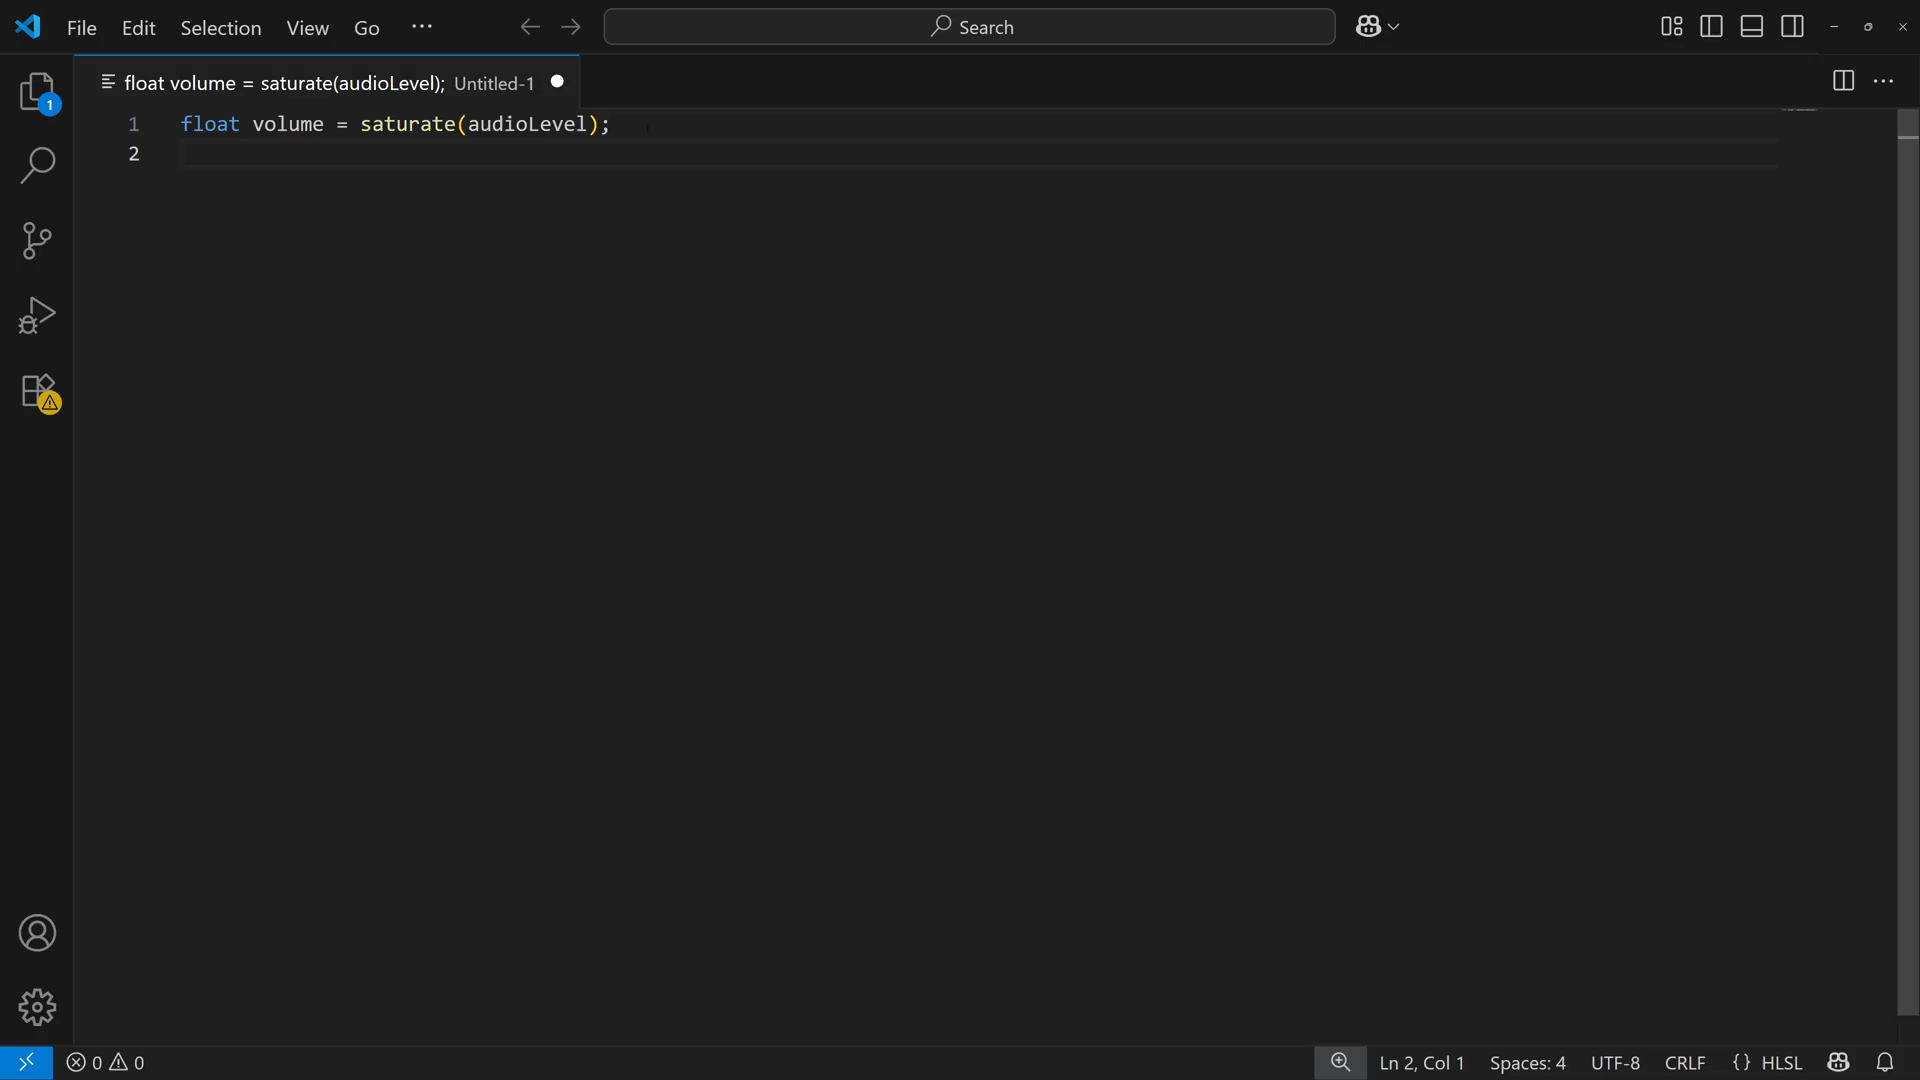 File Edit Selection View Go ··· Search
float volume = saturate(audioLevel); Untitled-1
1
1 float volume = saturate(audioLevel);
2
0 0 Ln 2, Col 1 Spaces: 4 UTF-8 CRLF {} HLSL